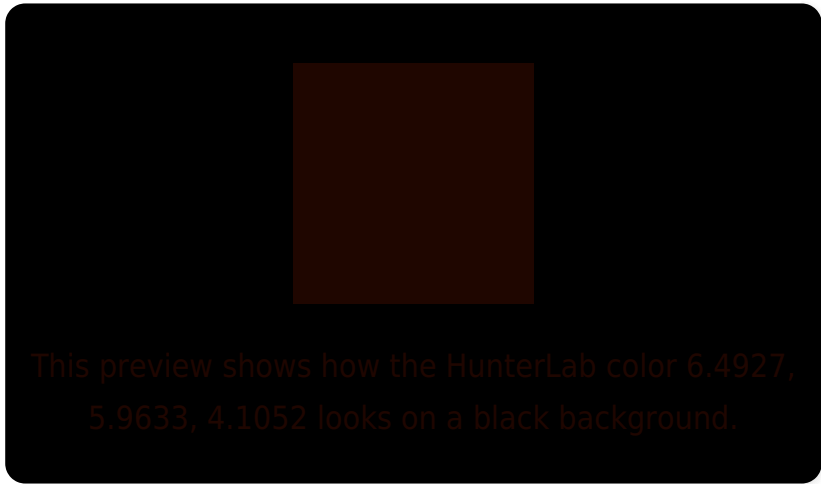 This preview shows how the HunterLab color 6.4927,
5.9633, 4.1052 looks on a black background.